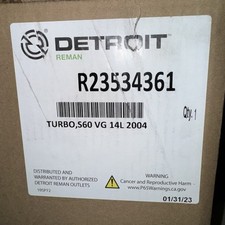 DETROIT
REMAN
R23534361
Qty: 1
TURBO,S60 VG 14L 2004
DISTRIBUTED AND
WARRANTED BY AUTHORIZED
DETROIT REMAN OUTLETS
WARNING
Cancer and Reproductive Harm
www.P65Warnings.ca.gov
01/31/23